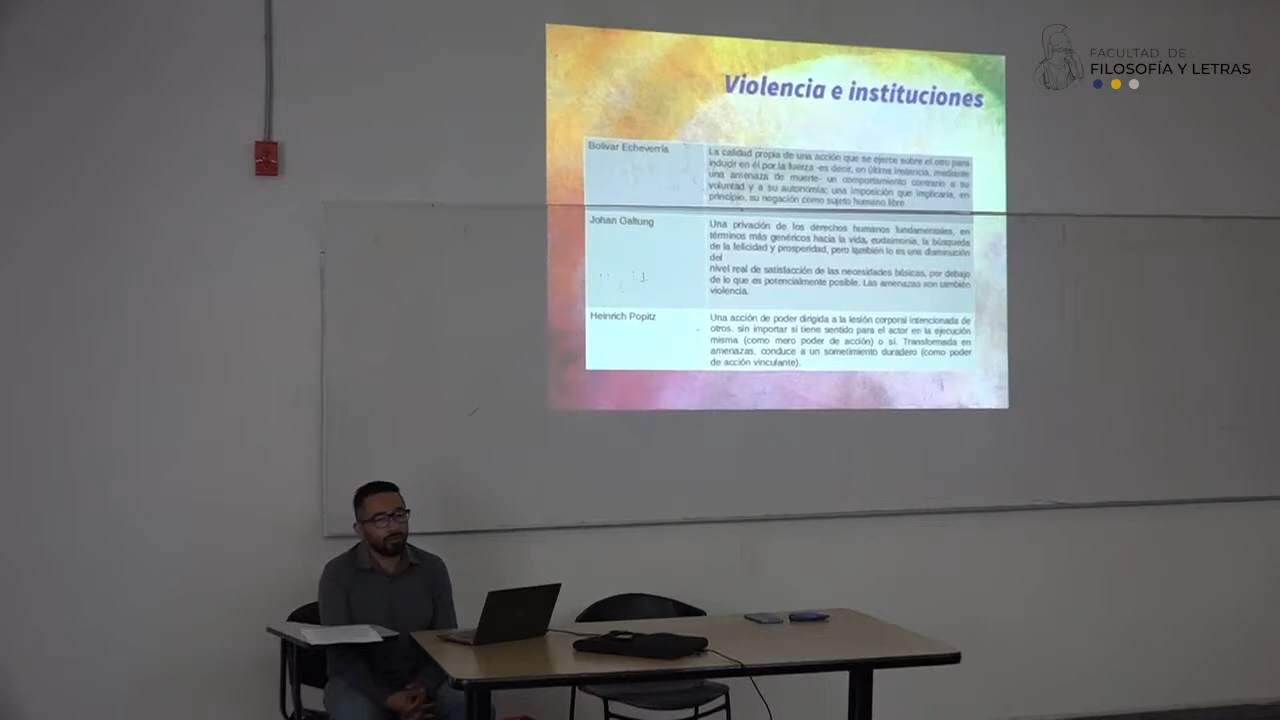 FACULTAD DE
FILOSOFÍA Y LETRAS
Violencia e instituciones
Bolívar Echeverría
La calidad propia de una acción que se ejerce sobre el otro para
inducir en él por la fuerza -es decir, en última instancia, mediante
una amenaza de muerte- un comportamiento contrario a su
voluntad y a su autonomía; una imposición que implicaría, en
principio, su negación como sujeto humano libre
Johan Galtung
Una privación de los derechos humanos fundamentales, en
términos más genéricos hacia la vida, eudaimonia, la búsqueda
de la felicidad y prosperidad, pero también lo es una disminución
del
nivel real de satisfacción de las necesidades básicas, por debajo
de lo que es potencialmente posible. Las amenazas son también
violencia.
Heinrich Popitz
Una acción de poder dirigida a la lesión corporal intencionada de
otros, sin importar si tiene sentido para el actor en la ejecución
misma (como mero poder de acción) o si. Transformada en
amenazas, conduce a un sometimiento duradero (como poder
de acción vinculante).